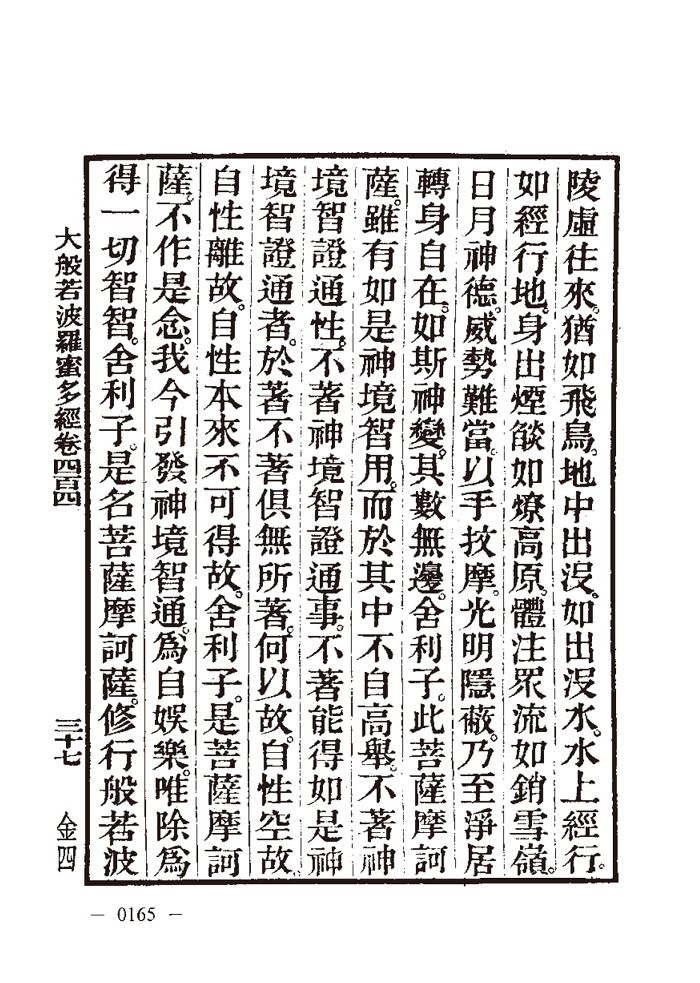 陵虛往來。猶如飛鳥。地中出沒。如出沒水。水上經行。
如經行地。身出煙燄如燎高原。體注眾流如銷雪嶺。
日月神德。威勢難當。以手抆摩。光明隱蔽。乃至淨居
轉身自在。如斯神變。其數無邊。舍利子。此菩薩摩訶
薩。雖有如是神境智用。而於其中不自高舉。不著神
境智證通性。不著神境智證通事。不著能得如是神
境智證通者。於著不著俱無所著。何以故。自性空故。
自性離故。自性本來不可得故。舍利子。是菩薩摩訶
薩。不作是念。我今引發神境智通。爲自娛樂。唯除爲
得一切智智。舍利子。是名菩薩摩訶薩。修行般若波
大般若波羅蜜多經卷四百四 三十七 金四
— 0165 —